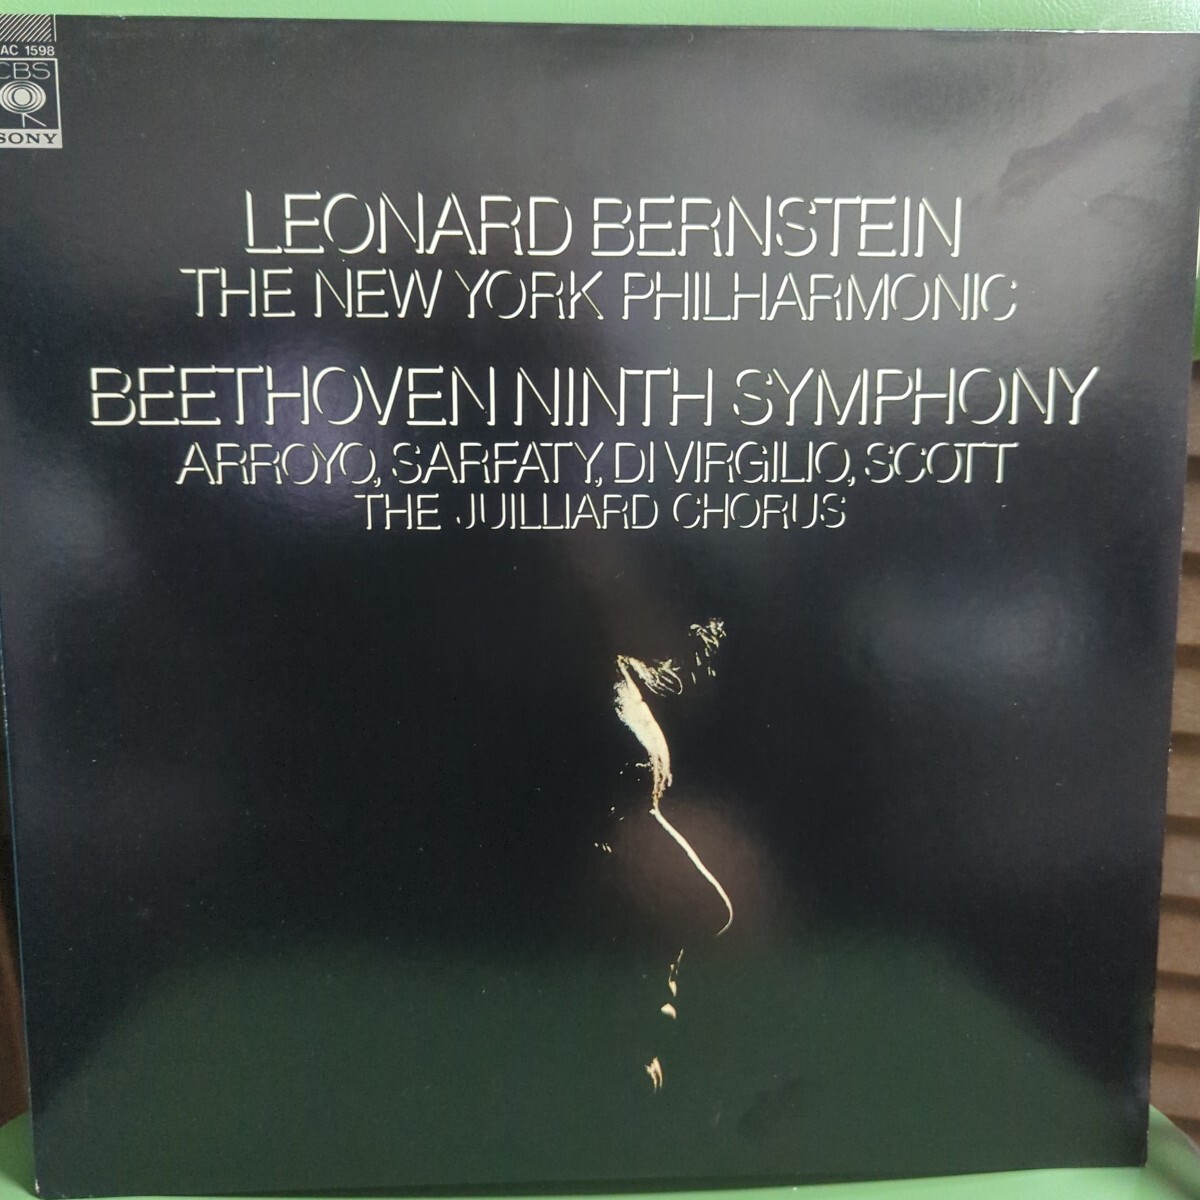 AC 1598
CBS
SONY
LEONARD BERNSTEIN
THE NEW YORK PHILHARMONIC
BEETHOVEN NINTH SYMPHONY
ARROYO, SARFATY, DI VIRGILIO, SCOTT
THE JUILLIARD CHORUS